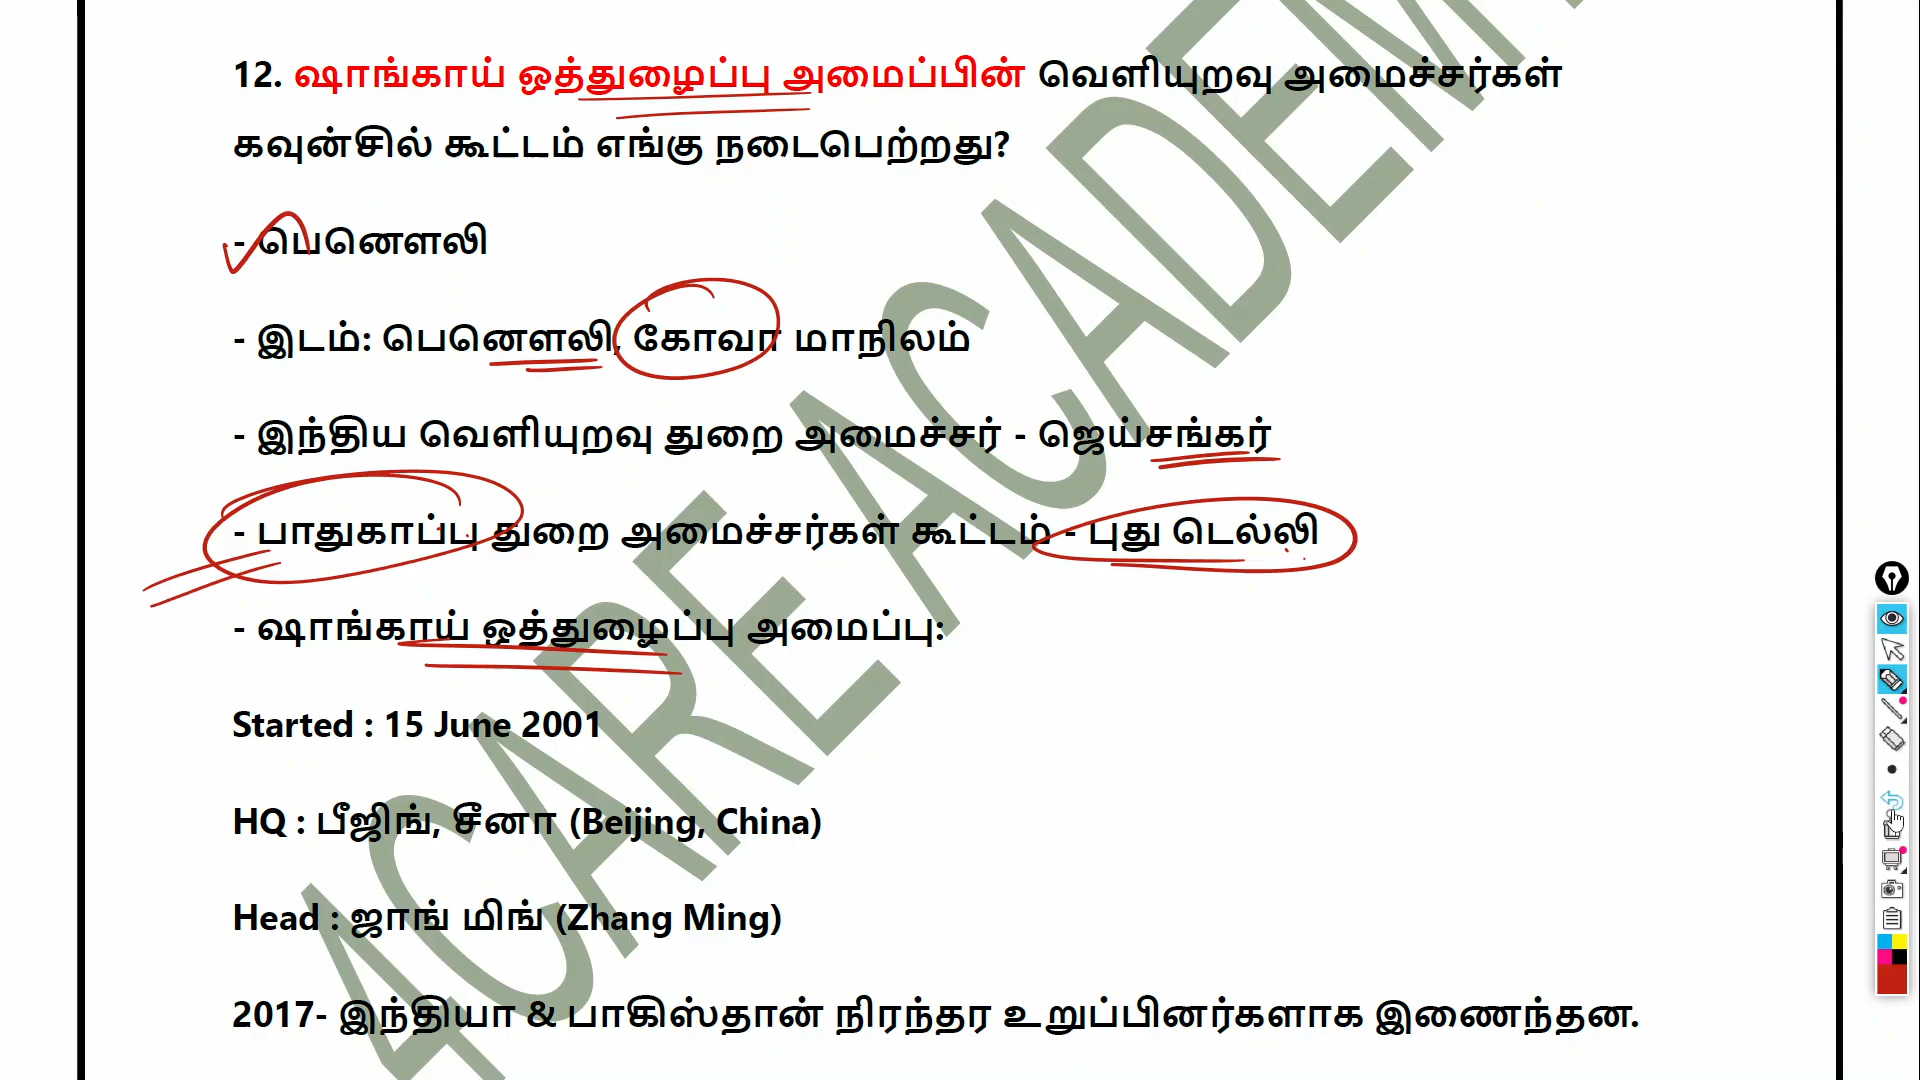 12. ஷாங்காய் ஒத்துழைப்பு அமைப்பின் வெளியுறவு அமைச்சர்கள்
கவுன்சில் கூட்டம் எங்கு நடைபெற்றது?
- பெனௌலி
- இடம்: பெனௌலி, கோவா மாநிலம்
- இந்திய வெளியுறவு துறை அமைச்சர் - ஜெய்சங்கர்
- பாதுகாப்பு துறை அமைச்சர்கள் கூட்டம் - புது டெல்லி
- ஷாங்காய் ஒத்துழைப்பு அமைப்பு:
Started : 15 June 2001
HQ : பீஜிங், சீனா (Beijing, China)
Head : ஜாங் மிங் (Zhang Ming)
2017- இந்தியா & பாகிஸ்தான் நிரந்தர உறுப்பினர்களாக இணைந்தன.
4CARE ACADEMY